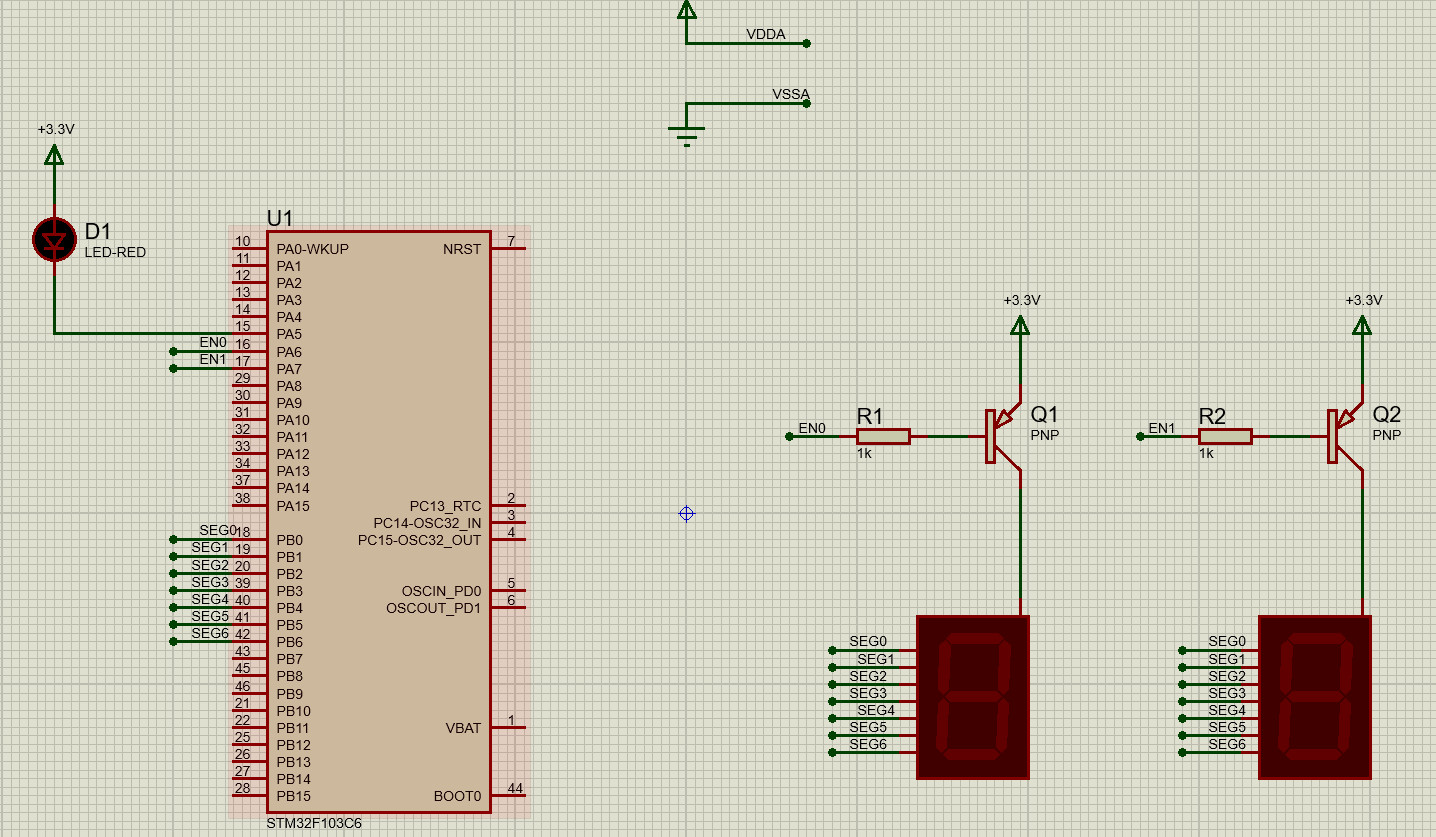 VDDA
VSSA
+3.3V
D1
LED-RED
U1
10 PA0-WKUP NRST 7
11 PA1
12 PA2
13 PA3
14 PA4
15 PA5
EN0 16 PA6
EN1 17 PA7
29 PA8
30 PA9
31 PA10
32 PA11
33 PA12
34 PA13
37 PA14
38 PA15 PC13_RTC 2
PC14-OSC32_IN 3
SEG0 18 PB0 PC15-OSC32_OUT 4
SEG1 19 PB1
SEG2 20 PB2
SEG3 39 PB3 OSCIN_PD0 5
SEG4 40 PB4 OSCOUT_PD1 6
SEG5 41 PB5
SEG6 42 PB6
43 PB7
45 PB8
46 PB9
21 PB10
22 PB11 VBAT 1
25 PB12
26 PB13
27 PB14
28 PB15 BOOT0 44
STM32F103C6
+3.3V
EN0
R1
1k
Q1
PNP
SEG0
SEG1
SEG2
SEG3
SEG4
SEG5
SEG6
+3.3V
EN1
R2
1k
Q2
PNP
SEG0
SEG1
SEG2
SEG3
SEG4
SEG5
SEG6